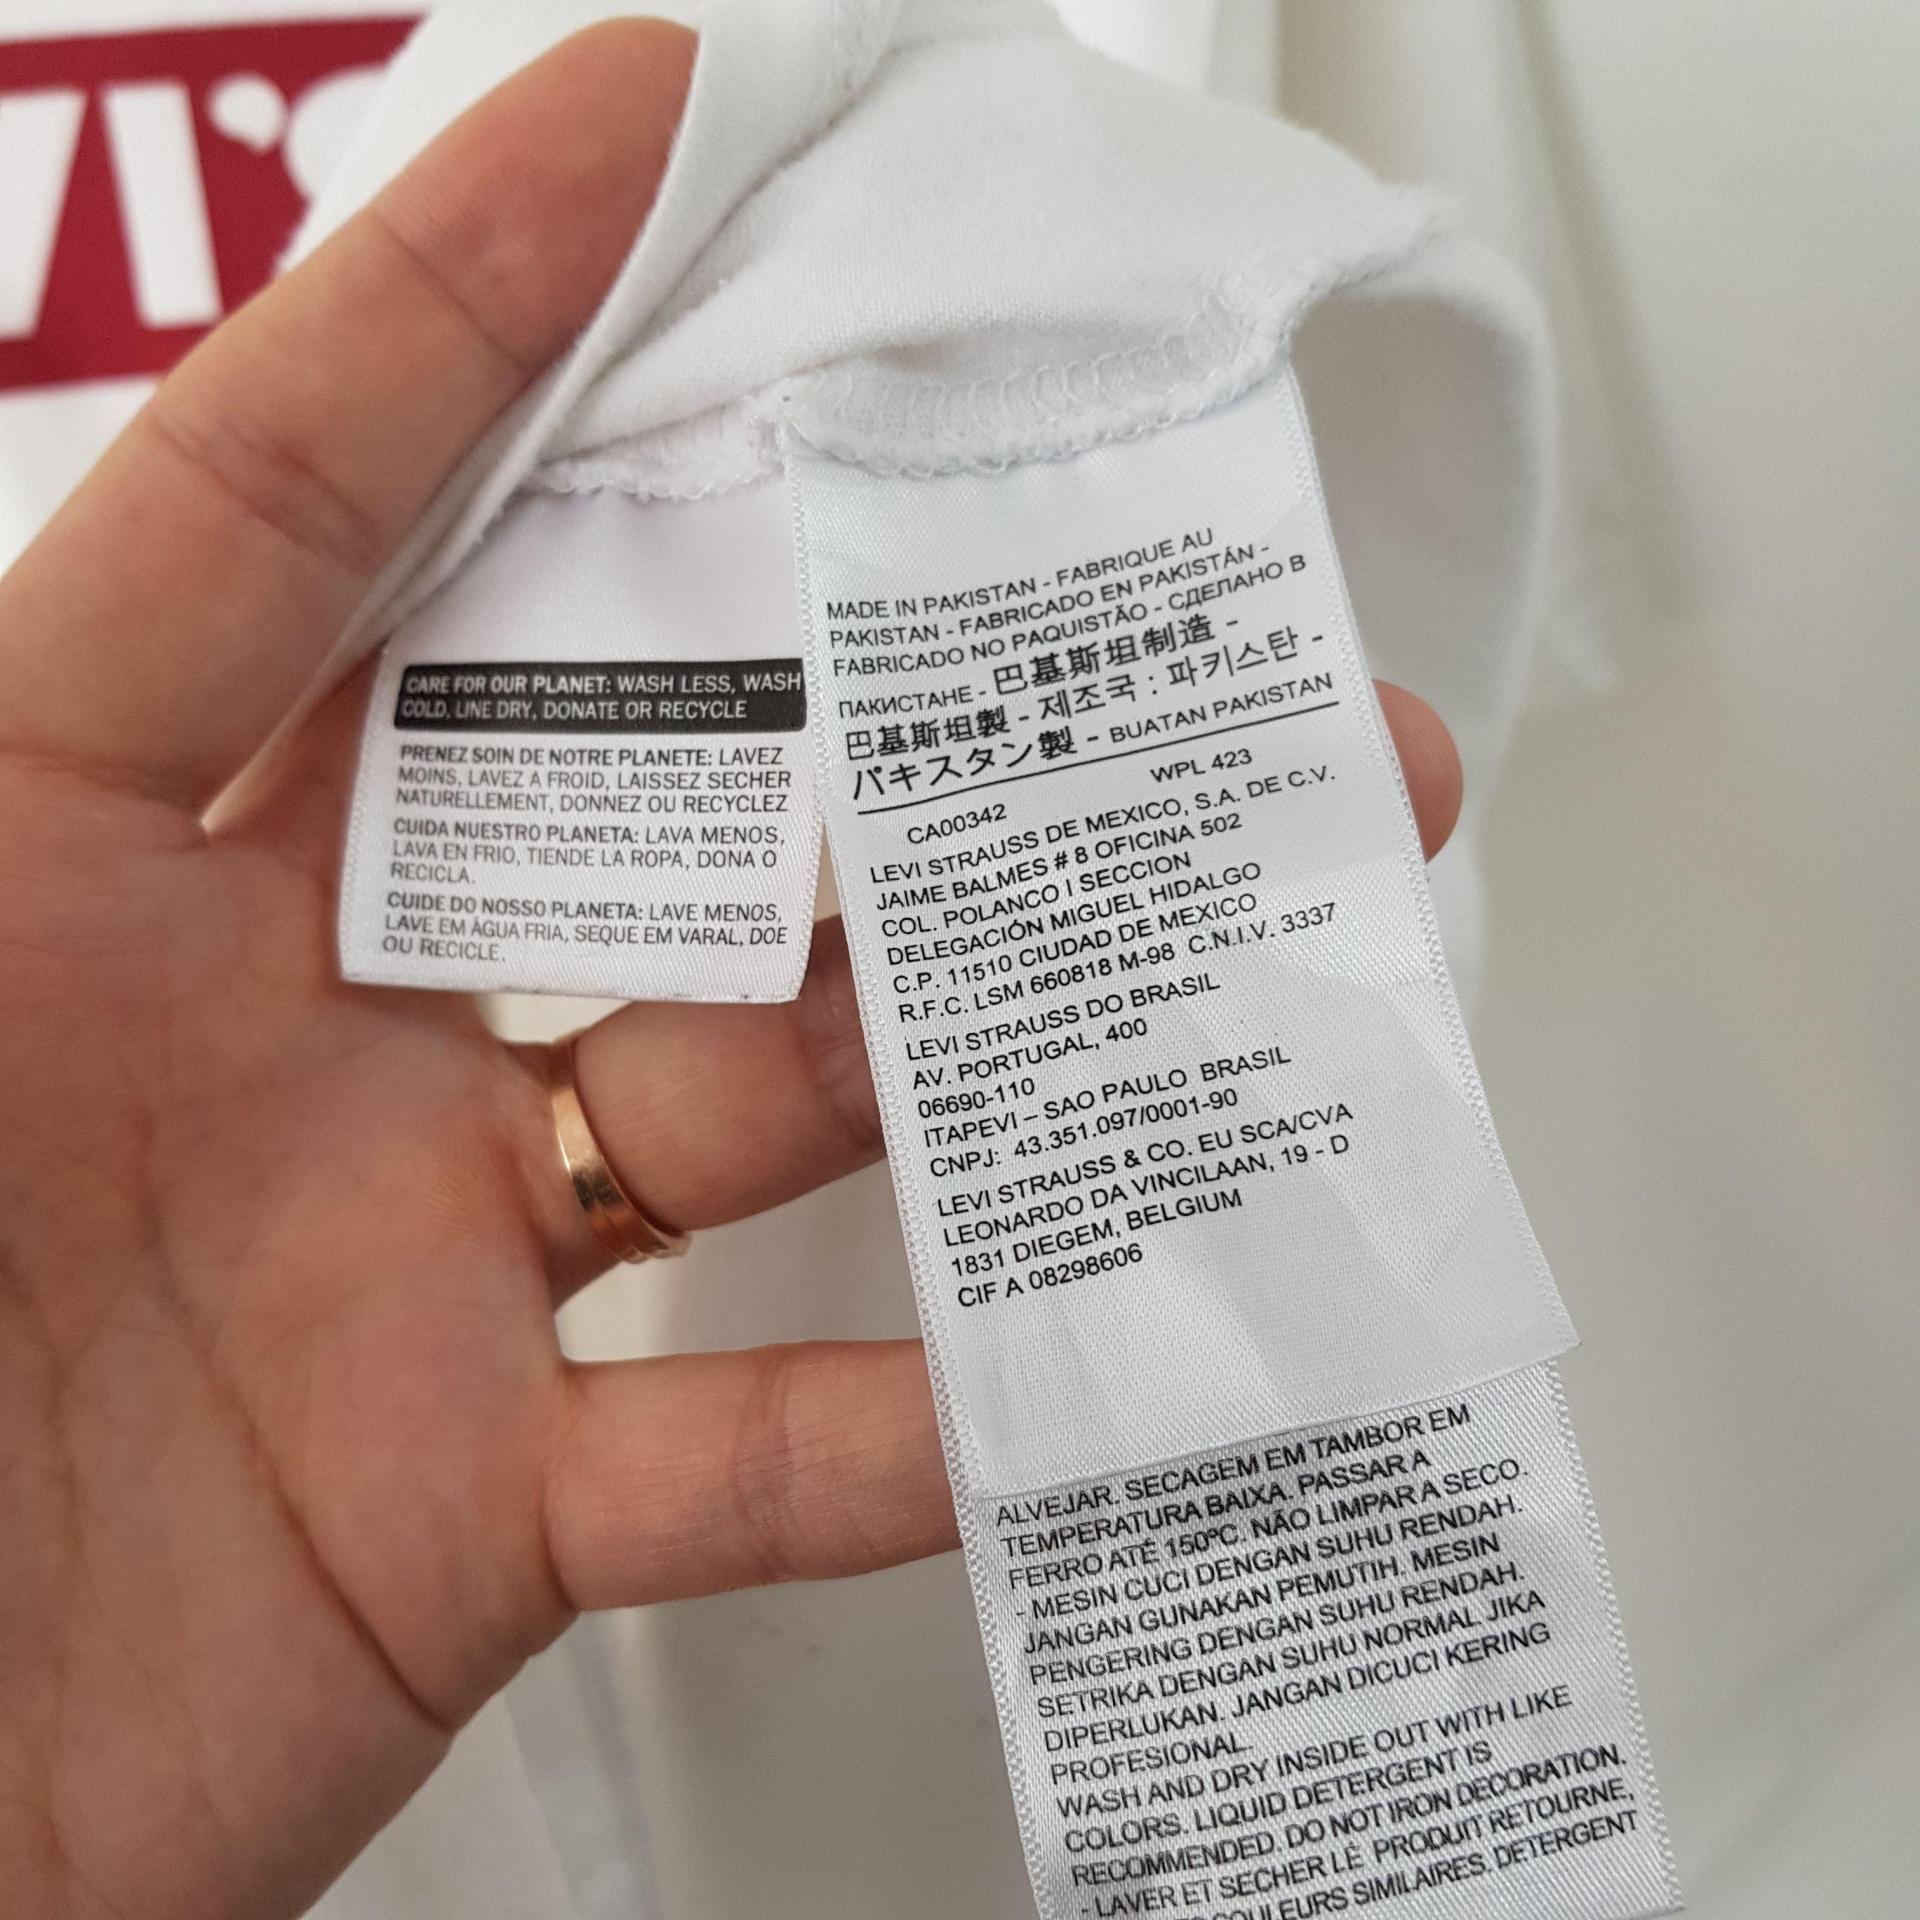 VI'S
CARE FOR OUR PLANET: WASH LESS, WASH
COLD, LINE DRY, DONATE OR RECYCLE
PRENEZ SOIN DE NOTRE PLANETE: LAVEZ
MOINS, LAVEZ A FROID, LAISSEZ SECHER
NATURELLEMENT, DONNEZ OU RECYCLEZ
CUIDA NUESTRO PLANETA: LAVA MENOS,
LAVA EN FRIO, TIENDE LA ROPA, DONA O
RECICLA.
CUIDE DO NOSSO PLANETA: LAVE MENOS,
LAVE EM ÁGUA FRIA, SEQUE EM VARAL, DOE
OU RECICLE.
MADE IN PAKISTAN - FABRIQUE AU
PAKISTAN - FABRICADO EN PAKISTÁN -
FABRICADO NO PAQUISTÃO - СДЕЛАНО В
ПАКИСТАНЕ - 巴基斯坦制造 -
巴基斯坦製 - 제조국 : 파키스탄 -
パキスタン製 - BUATAN PAKISTAN
CA00342 WPL 423
LEVI STRAUSS DE MEXICO, S.A. DE C.V.
JAIME BALMES # 8 OFICINA 502
COL. POLANCO I SECCION
DELEGACIÓN MIGUEL HIDALGO
C.P. 11510 CIUDAD DE MEXICO
R.F.C. LSM 660818 M-98 C.N.I.V. 3337
LEVI STRAUSS DO BRASIL
AV. PORTUGAL, 400
06690-110
ITAPEVI – SAO PAULO BRASIL
CNPJ: 43.351.097/0001-90
LEVI STRAUSS & CO. EU SCA/CVA
LEONARDO DA VINCILAAN, 19 - D
1831 DIEGEM, BELGIUM
CIF A 08298606
ALVEJAR. SECAGEM EM TAMBOR EM
TEMPERATURA BAIXA. PASSAR A
FERRO ATÉ 150ºC. NÃO LIMPAR A SECO.
- MESIN CUCI DENGAN SUHU RENDAH.
JANGAN GUNAKAN PEMUTIH. MESIN
PENGERING DENGAN SUHU RENDAH.
SETRIKA DENGAN SUHU NORMAL JIKA
DIPERLUKAN. JANGAN DICUCI KERING
PROFESIONAL.
WASH AND DRY INSIDE OUT WITH LIKE
COLORS. LIQUID DETERGENT IS
RECOMMENDED. DO NOT IRON DECORATION.
- LAVER ET SECHER LE PRODUIT RETOURNE,
COULEURS SIMILAIRES. DETERGENT